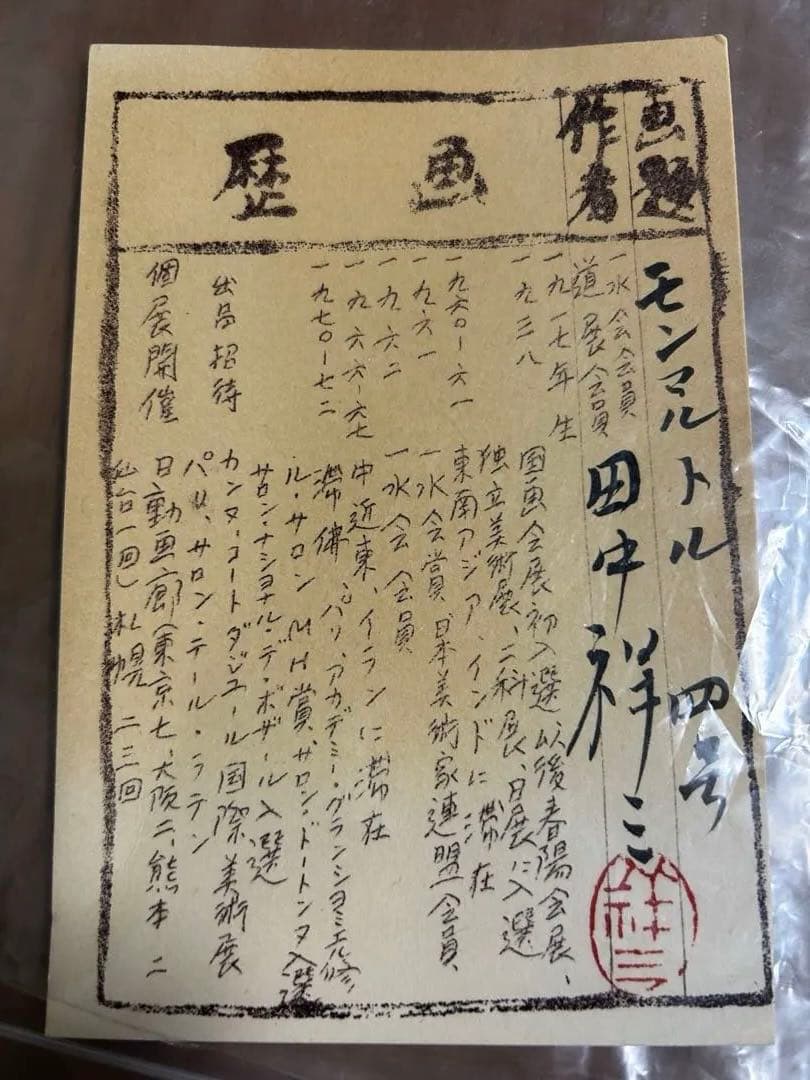 画題
モンマルトル 四号
作者
一水会会員
道展会員
田中祥三
祥三
画歴
一九一七年生
一九三八 国画会展初入選以後春陽会展、
独立美術展、二科展、日展に入選
一九六〇―六一 東南アジア、インドに滞在
一九六一 一水会員 日本美術家連盟会員
一九六二 一水会会員
一九六六―六七 中近東、イランに滞在
一九七〇―七二 滞佛、パリ、アカデミー・グランショミエル修
ル・サロン MH賞、サロン・ドートンヌ入選
サロン・ナショナル・デ・ボザール入選
出品招待 カンヌ・コートダジュール国際美術展
パリ、サロン・テール・ラテン
個展開催 日動画廊(東京七、大阪二、熊本二
仙台一回)札幌 二三回